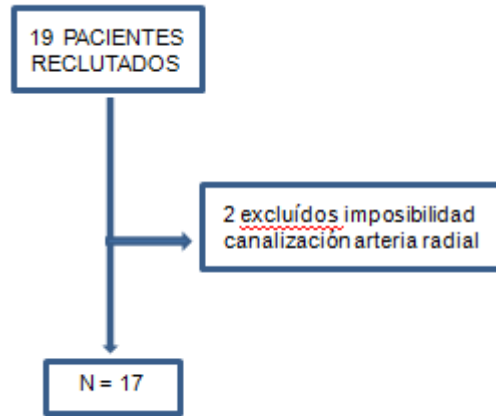 19 PACIENTES
RECLUTADOS
2 excluídos imposibilidad
canalización arteria radial
N = 17